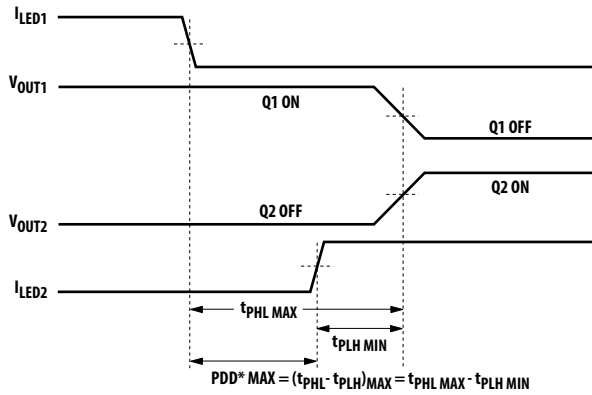 ILED1
VOUT1
Q1 ON
Q1 OFF
Q2 ON
Q2 OFF
VOUT2
ILED2
tPHL MAX
tPLH MIN
PDD* MAX = (tPHL- tPLH)MAX = tPHL MAX - tPLH MIN